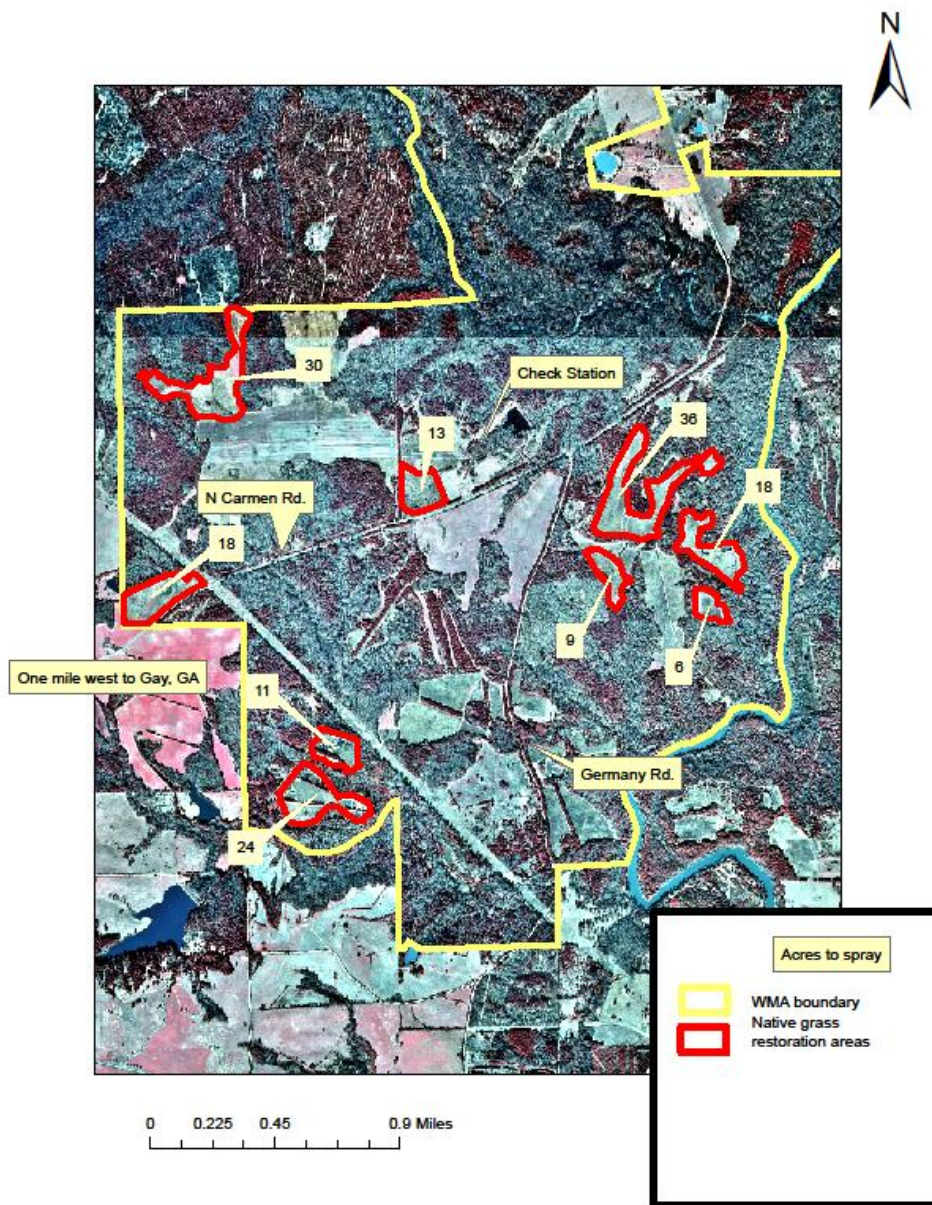 N
30
Check Station
13
36
N Carmen Rd.
18
18
9
6
One mile west to Gay, GA
11
Germany Rd.
24
Acres to spray
WMA boundary
Native grass
restoration areas
0 0.225 0.45 0.9 Miles